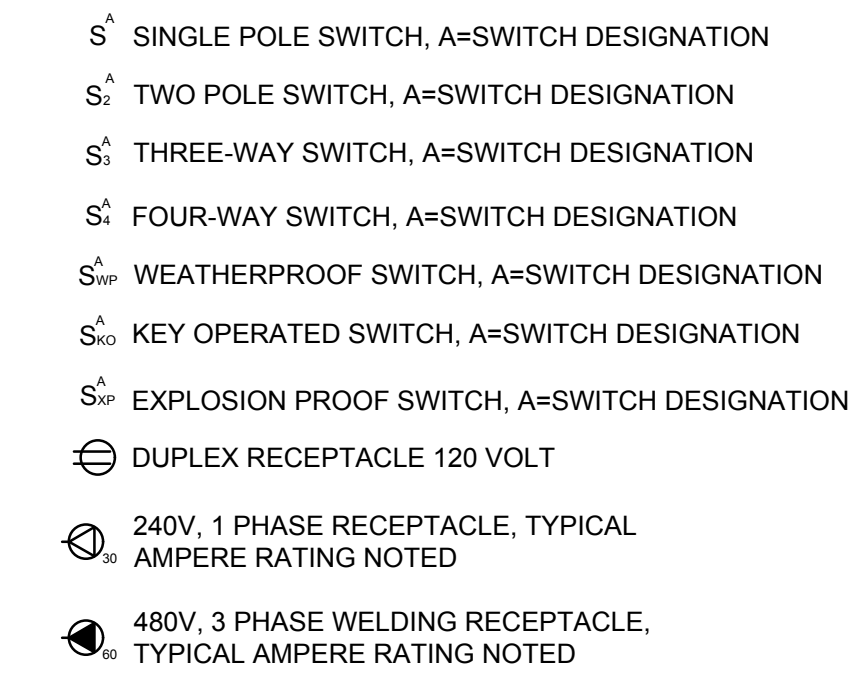 S A SINGLE POLE SWITCH, A=SWITCH DESIGNATION
S2 A TWO POLE SWITCH, A=SWITCH DESIGNATION
S3 A THREE-WAY SWITCH, A=SWITCH DESIGNATION
S4 A FOUR-WAY SWITCH, A=SWITCH DESIGNATION
SWP A WEATHERPROOF SWITCH, A=SWITCH DESIGNATION
SKO A KEY OPERATED SWITCH, A=SWITCH DESIGNATION
SXP A EXPLOSION PROOF SWITCH, A=SWITCH DESIGNATION
DUPLEX RECEPTACLE 120 VOLT
240V, 1 PHASE RECEPTACLE, TYPICAL
30 AMPERE RATING NOTED
480V, 3 PHASE WELDING RECEPTACLE,
60 TYPICAL AMPERE RATING NOTED